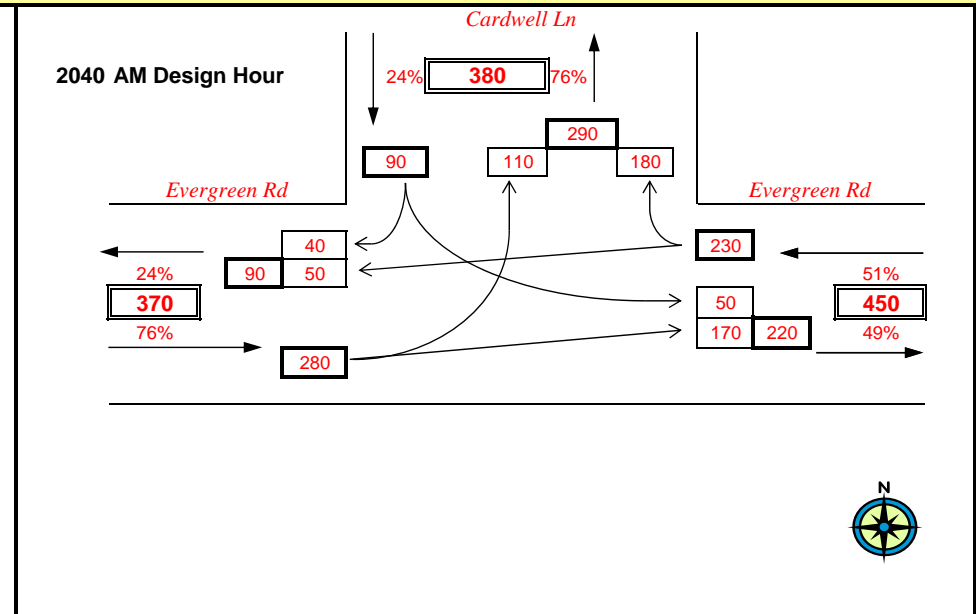 Cardwell Ln
2040 AM Design Hour
24% 380 76%
290
90 110 180
Evergreen Rd Evergreen Rd
40 230
24% 90 50 51%
370 50 450
76% 170 220 49%
280
N